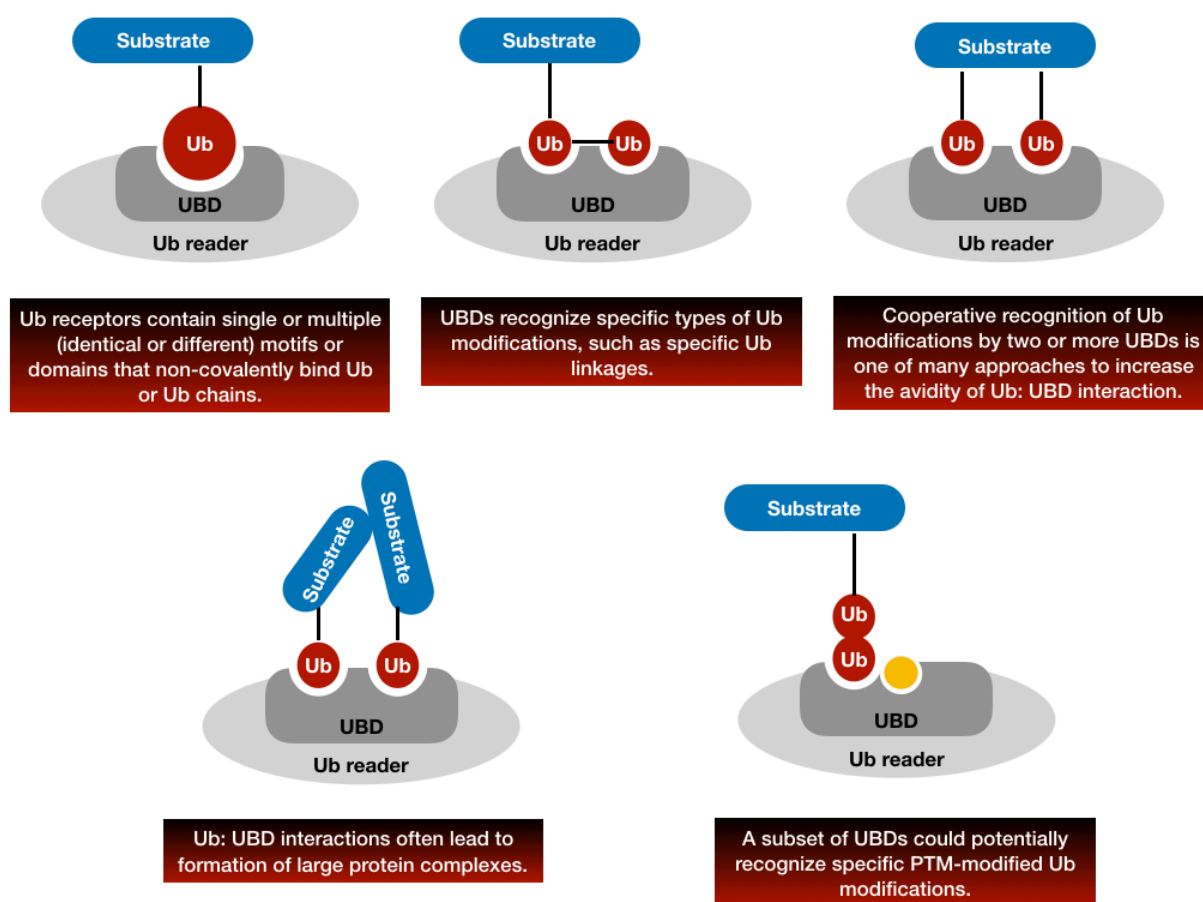 Substrate
Ub
UBD
Ub reader
Ub receptors contain single or multiple
(identical or different) motifs or
domains that non-covalently bind Ub
or Ub chains.
Substrate
Ub Ub
UBD
Ub reader
UBDs recognize specific types of Ub
modifications, such as specific Ub
linkages.
Substrate
Ub Ub
UBD
Ub reader
Cooperative recognition of Ub
modifications by two or more UBDs is
one of many approaches to increase
the avidity of Ub: UBD interaction.
Substrate
Substrate
Ub Ub
UBD
Ub reader
Ub: UBD interactions often lead to
formation of large protein complexes.
Substrate
Ub
Ub
UBD
Ub reader
A subset of UBDs could potentially
recognize specific PTM-modified Ub
modifications.